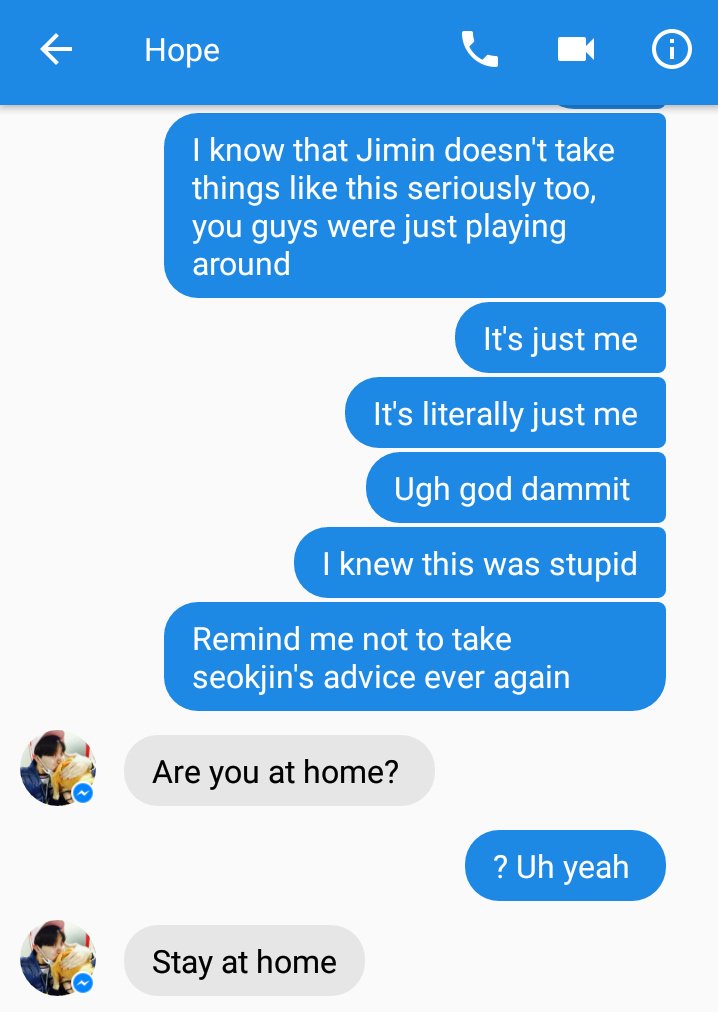 Hope
I know that Jimin doesn't take
things like this seriously too,
you guys were just playing
around
It's just me
It's literally just me
Ugh god dammit
I knew this was stupid
Remind me not to take
seokjin's advice ever again
Are you at home?
? Uh yeah
Stay at home